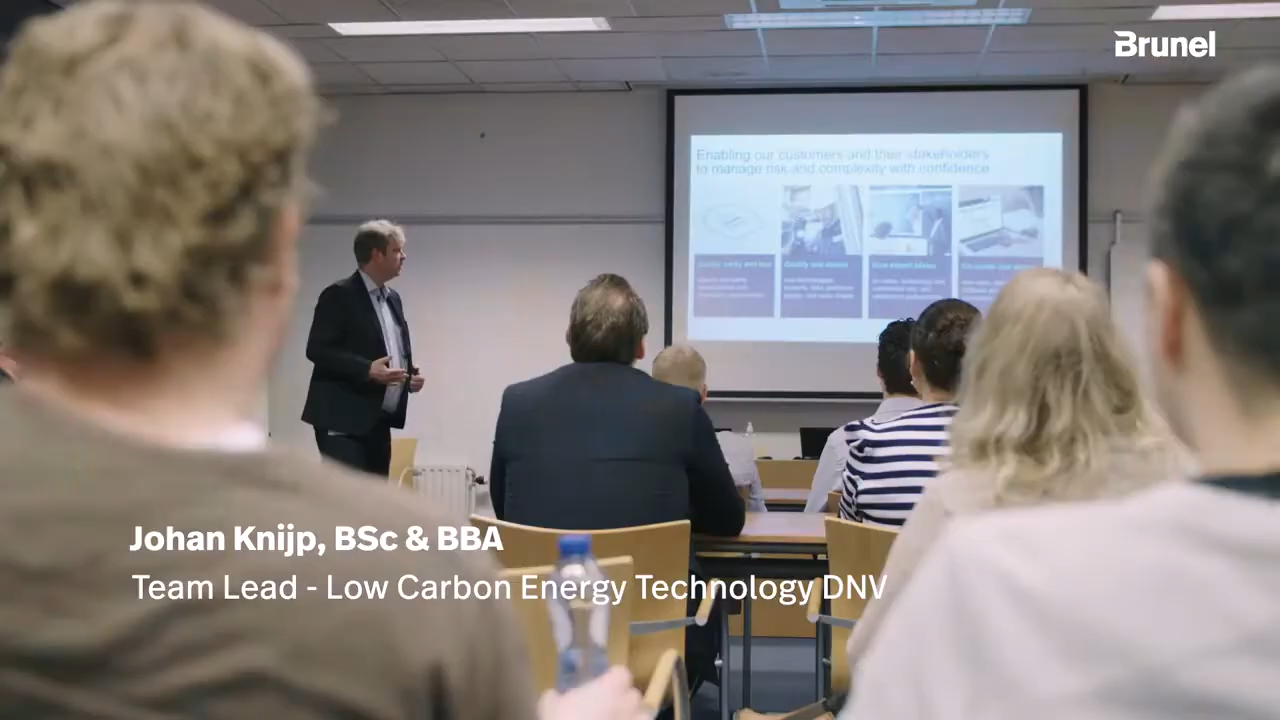 Brunel
Enabling our customers and their stakeholders
to manage risk and complexity with confidence
Johan Knijp, BSc & BBA
Team Lead - Low Carbon Energy Technology DNV